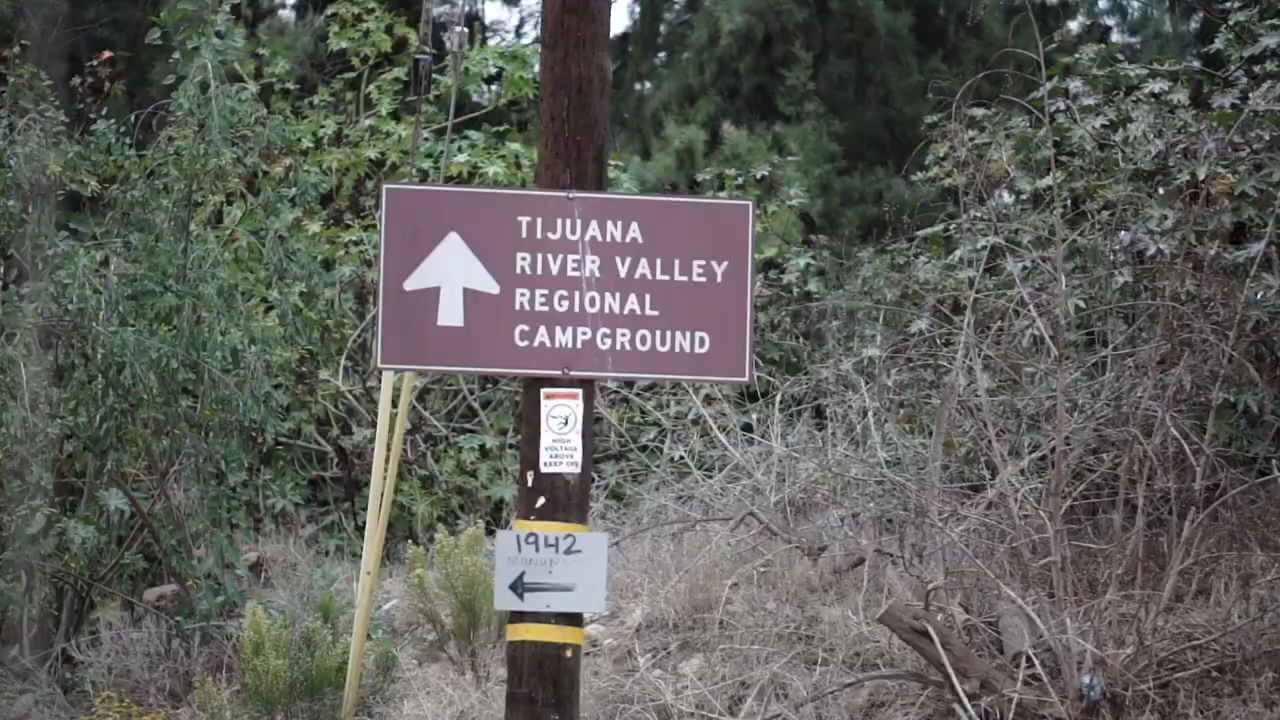 TIJUANA
RIVER VALLEY
REGIONAL
CAMPGROUND
HIGH
VOLTAGE
ABOVE
KEEP OFF
1942